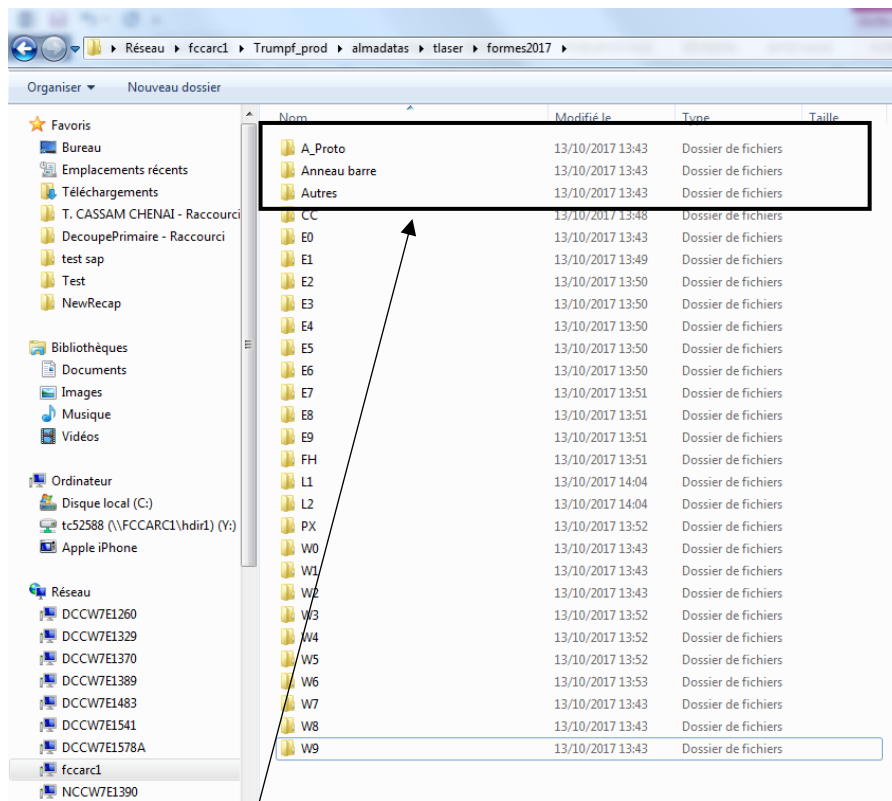 Réseau ▸ fccarc1 ▸ Trumpf_prod ▸ almadatas ▸ tlaser ▸ formes2017 ▸
Organiser ▾ Nouveau dossier
Favoris
Bureau
Emplacements récents
Téléchargements
T. CASSAM CHENAI - Raccourci
DecoupePrimaire - Raccourci
test sap
Test
NewRecap
Bibliothèques
Documents
Images
Musique
Vidéos
Ordinateur
Disque local (C:)
tc52588 (\\FCCARC1\hdir1) (Y:)
Apple iPhone
Réseau
DCCW7E1260
DCCW7E1329
DCCW7E1370
DCCW7E1389
DCCW7E1483
DCCW7E1541
DCCW7E1578A
fccarc1
NCCW7E1390
Nom Modifié le Type Taille
A_Proto 13/10/2017 13:43 Dossier de fichiers
Anneau barre 13/10/2017 13:43 Dossier de fichiers
Autres 13/10/2017 13:43 Dossier de fichiers
CC 13/10/2017 13:48 Dossier de fichiers
E0 13/10/2017 13:43 Dossier de fichiers
E1 13/10/2017 13:49 Dossier de fichiers
E2 13/10/2017 13:50 Dossier de fichiers
E3 13/10/2017 13:50 Dossier de fichiers
E4 13/10/2017 13:50 Dossier de fichiers
E5 13/10/2017 13:50 Dossier de fichiers
E6 13/10/2017 13:50 Dossier de fichiers
E7 13/10/2017 13:51 Dossier de fichiers
E8 13/10/2017 13:51 Dossier de fichiers
E9 13/10/2017 13:51 Dossier de fichiers
FH 13/10/2017 13:51 Dossier de fichiers
L1 13/10/2017 14:04 Dossier de fichiers
L2 13/10/2017 14:04 Dossier de fichiers
PX 13/10/2017 13:52 Dossier de fichiers
W0 13/10/2017 13:43 Dossier de fichiers
W1 13/10/2017 13:43 Dossier de fichiers
W2 13/10/2017 13:43 Dossier de fichiers
W3 13/10/2017 13:52 Dossier de fichiers
W4 13/10/2017 13:52 Dossier de fichiers
W5 13/10/2017 13:52 Dossier de fichiers
W6 13/10/2017 13:53 Dossier de fichiers
W7 13/10/2017 13:43 Dossier de fichiers
W8 13/10/2017 13:43 Dossier de fichiers
W9 13/10/2017 13:43 Dossier de fichiers